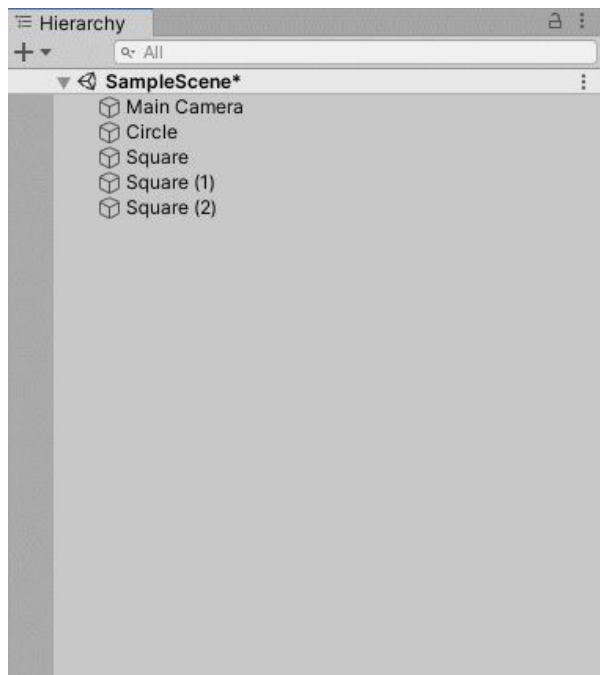 Hierarchy
All
SampleScene*
Main Camera
Circle
Square
Square (1)
Square (2)